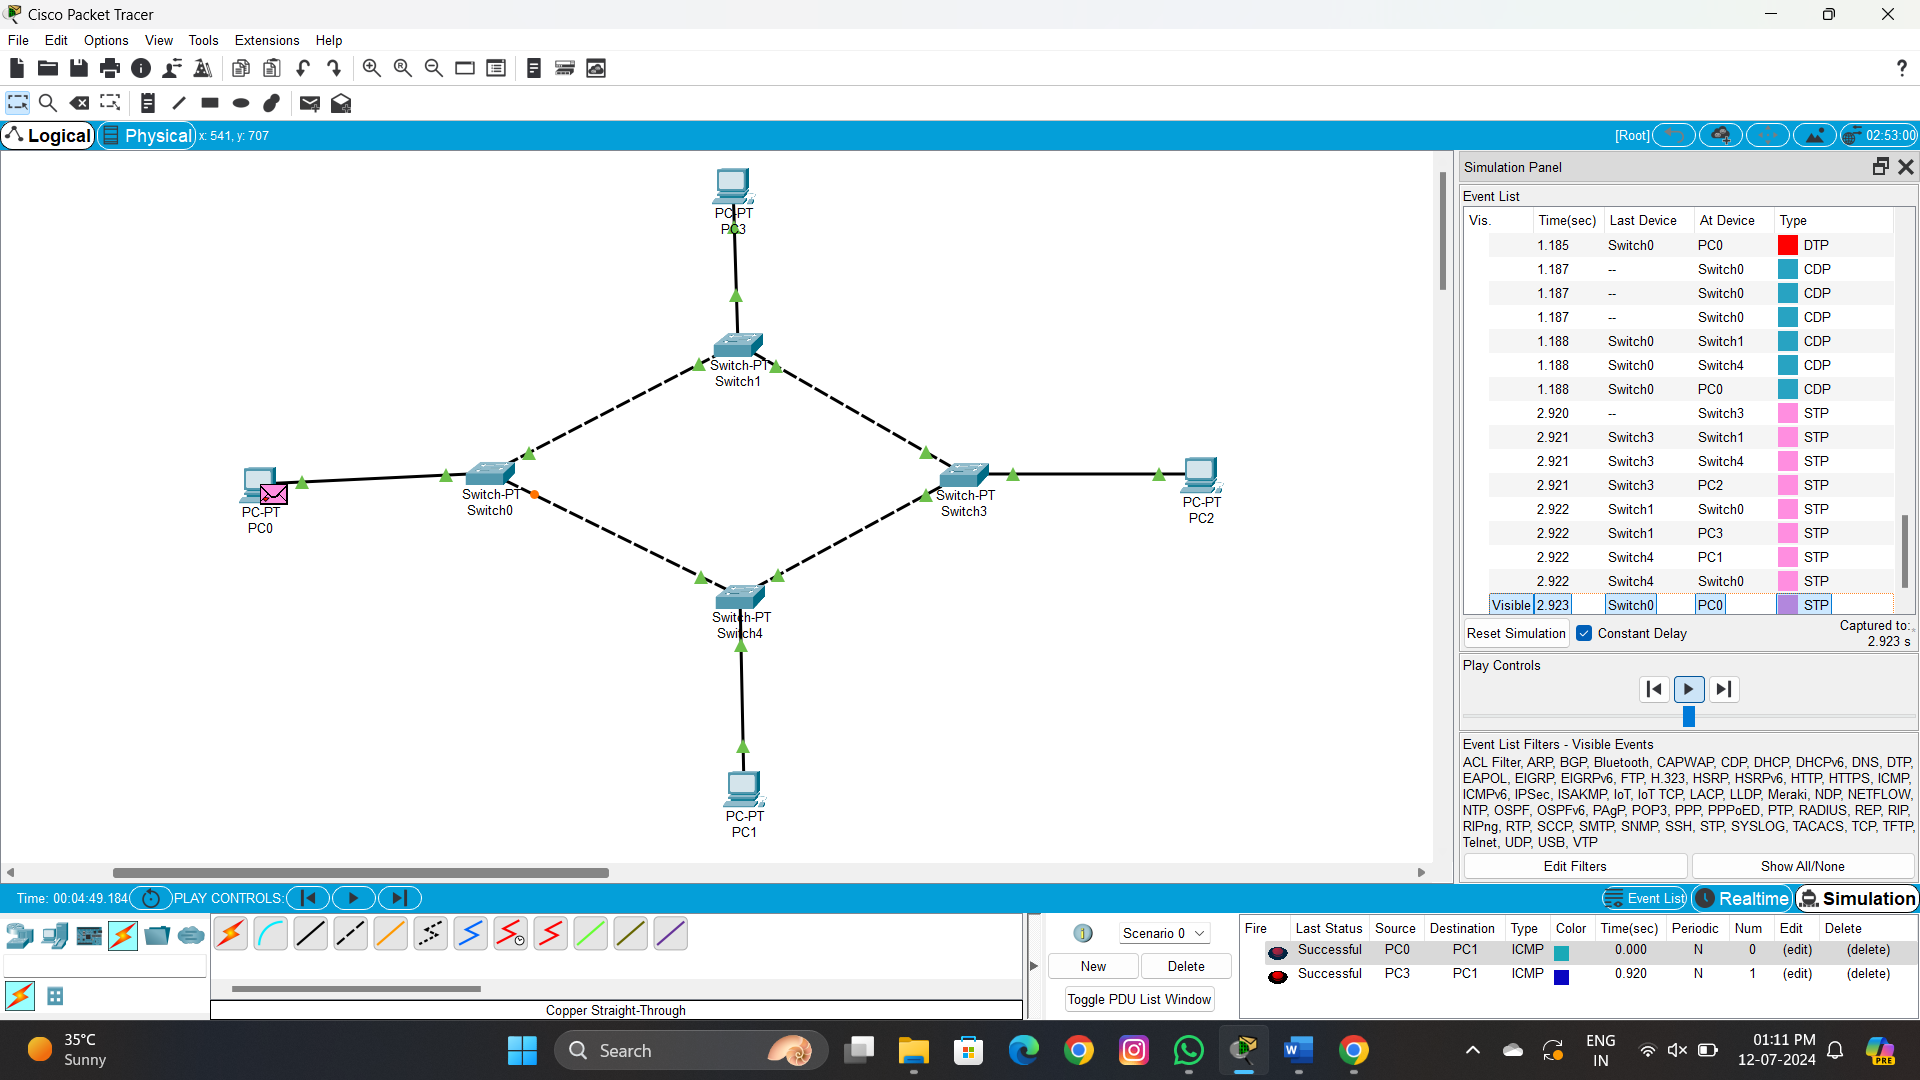 Cisco Packet Tracer
File Edit Options View Tools Extensions Help
Logical Physical x: 541, y: 707 [Root] 02:53:00
PC-PT
PC3
Switch-PT
Switch1
PC-PT
PC0
Switch-PT
Switch0
Switch-PT
Switch3
PC-PT
PC2
Switch-PT
Switch4
PC-PT
PC1
Simulation Panel
Event List
Vis. Time(sec) Last Device At Device Type
1.185 Switch0 PC0 DTP
1.187 -- Switch0 CDP
1.187 -- Switch0 CDP
1.187 -- Switch0 CDP
1.188 Switch0 Switch1 CDP
1.188 Switch0 Switch4 CDP
1.188 Switch0 PC0 CDP
2.920 -- Switch3 STP
2.921 Switch3 Switch1 STP
2.921 Switch3 Switch4 STP
2.921 Switch3 PC2 STP
2.922 Switch1 Switch0 STP
2.922 Switch1 PC3 STP
2.922 Switch4 PC1 STP
2.922 Switch4 Switch0 STP
Visible 2.923 Switch0 PC0 STP
Reset Simulation Constant Delay Captured to:
2.923 s
Play Controls
Event List Filters - Visible Events
ACL Filter, ARP, BGP, Bluetooth, CAPWAP, CDP, DHCP, DHCPv6, DNS, DTP,
EAPOL, EIGRP, EIGRPv6, FTP, H.323, HSRP, HSRPv6, HTTP, HTTPS, ICMP,
ICMPv6, IPSec, ISAKMP, IoT, IoT TCP, LACP, LLDP, Meraki, NDP, NETFLOW,
NTP, OSPF, OSPFv6, PAgP, POP3, PPP, PPPoED, PTP, RADIUS, REP, RIP,
RIPng, RTP, SCCP, SMTP, SNMP, SSH, STP, SYSLOG, TACACS, TCP, TFTP,
Telnet, UDP, USB, VTP
Edit Filters Show All/None
Time: 00:04:49.184 PLAY CONTROLS: Event List Realtime Simulation
Copper Straight-Through
Scenario 0
New Delete
Toggle PDU List Window
Fire Last Status Source Destination Type Color Time(sec) Periodic Num Edit Delete
Successful PC0 PC1 ICMP 0.000 N 0 (edit) (delete)
Successful PC3 PC1 ICMP 0.920 N 1 (edit) (delete)
35°C
Sunny
Search
ENG
IN
01:11 PM
12-07-2024
PRE